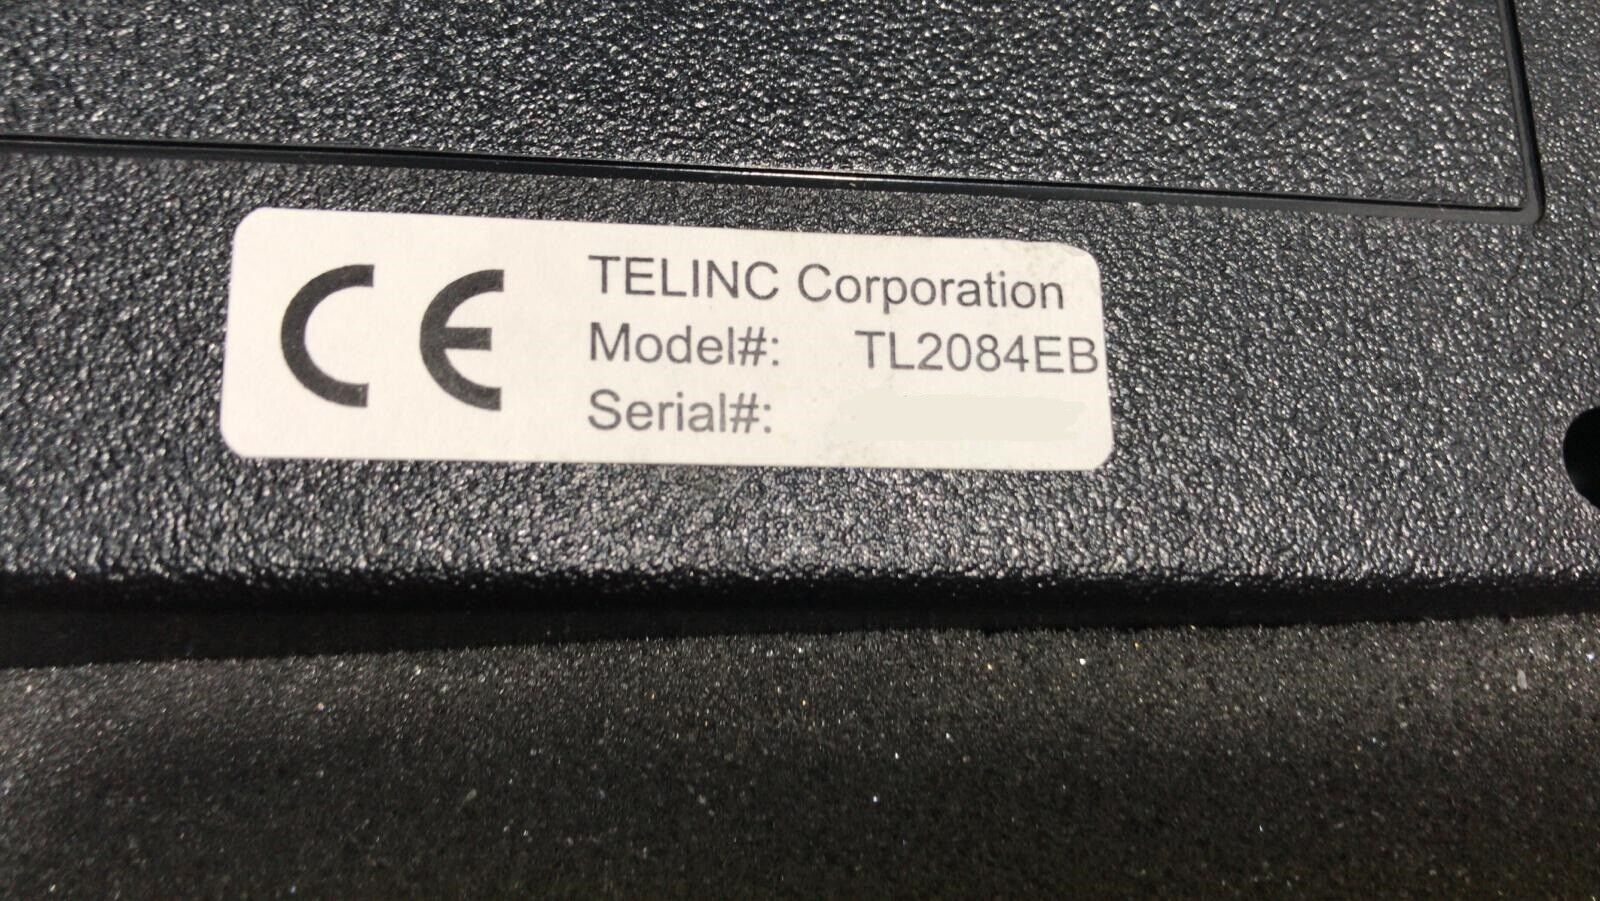 CE
TELINC Corporation
Model#: TL2084EB
Serial#: